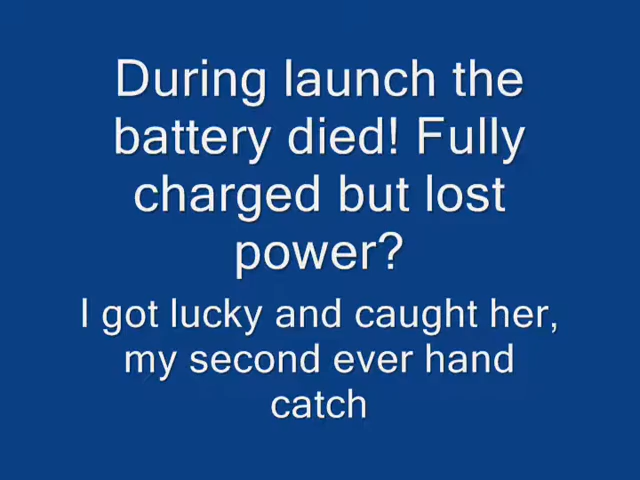 During launch the
battery died! Fully
charged but lost
power?
I got lucky and caught her,
my second ever hand
catch